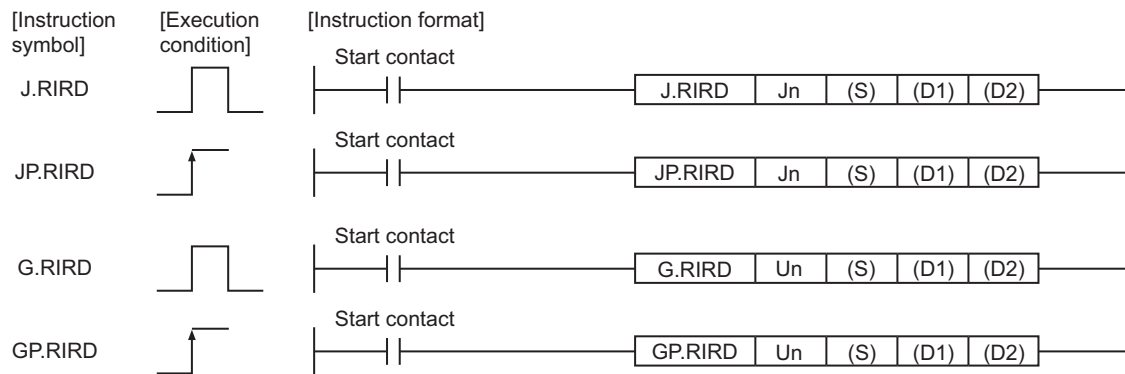 [Instruction symbol] [Execution condition] [Instruction format]
Start contact
J.RIRD J.RIRD Jn (S) (D1) (D2)
Start contact
JP.RIRD JP.RIRD Jn (S) (D1) (D2)
Start contact
G.RIRD G.RIRD Un (S) (D1) (D2)
Start contact
GP.RIRD GP.RIRD Un (S) (D1) (D2)